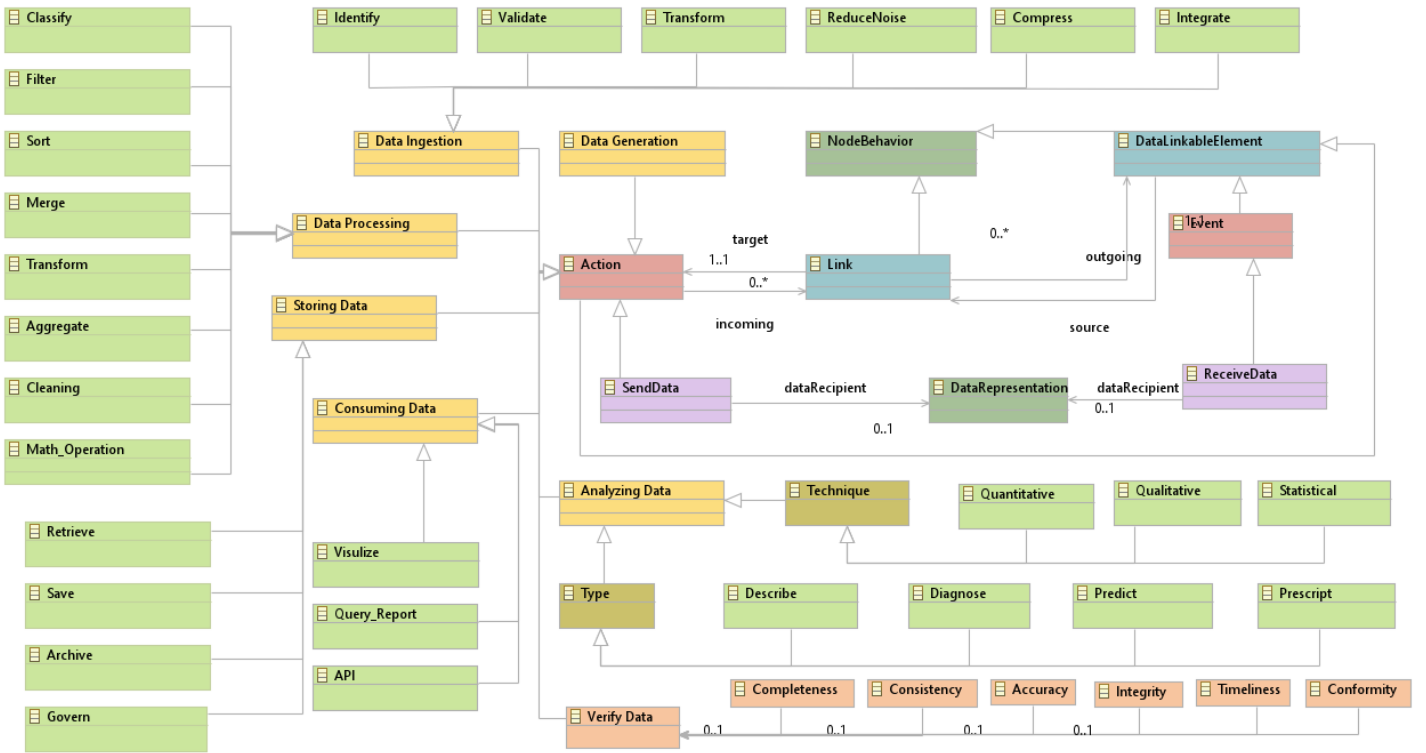 Classify
Identify
Validate
Transform
ReduceNoise
Compress
Integrate
Filter
Sort
Data Ingestion
Data Generation
NodeBehavior
DataLinkableElement
Merge
Data Processing
1..1
Event
target
0..*
Transform
1..1
Action
Link
outgoing
0..*
Storing Data
Aggregate
incoming
source
Cleaning
SendData
dataRecipient
DataRepresentation
dataRecipient
ReceiveData
0..1
Consuming Data
0..1
Math_Operation
Analyzing Data
Technique
Quantitative
Qualitative
Statistical
Retrieve
Visulize
Save
Type
Describe
Diagnose
Predict
Prescript
Query_Report
Archive
API
Completeness
Consistency
Accuracy
Integrity
Timeliness
Conformity
Govern
Verify Data
0..1
0..1
0..1
0..1